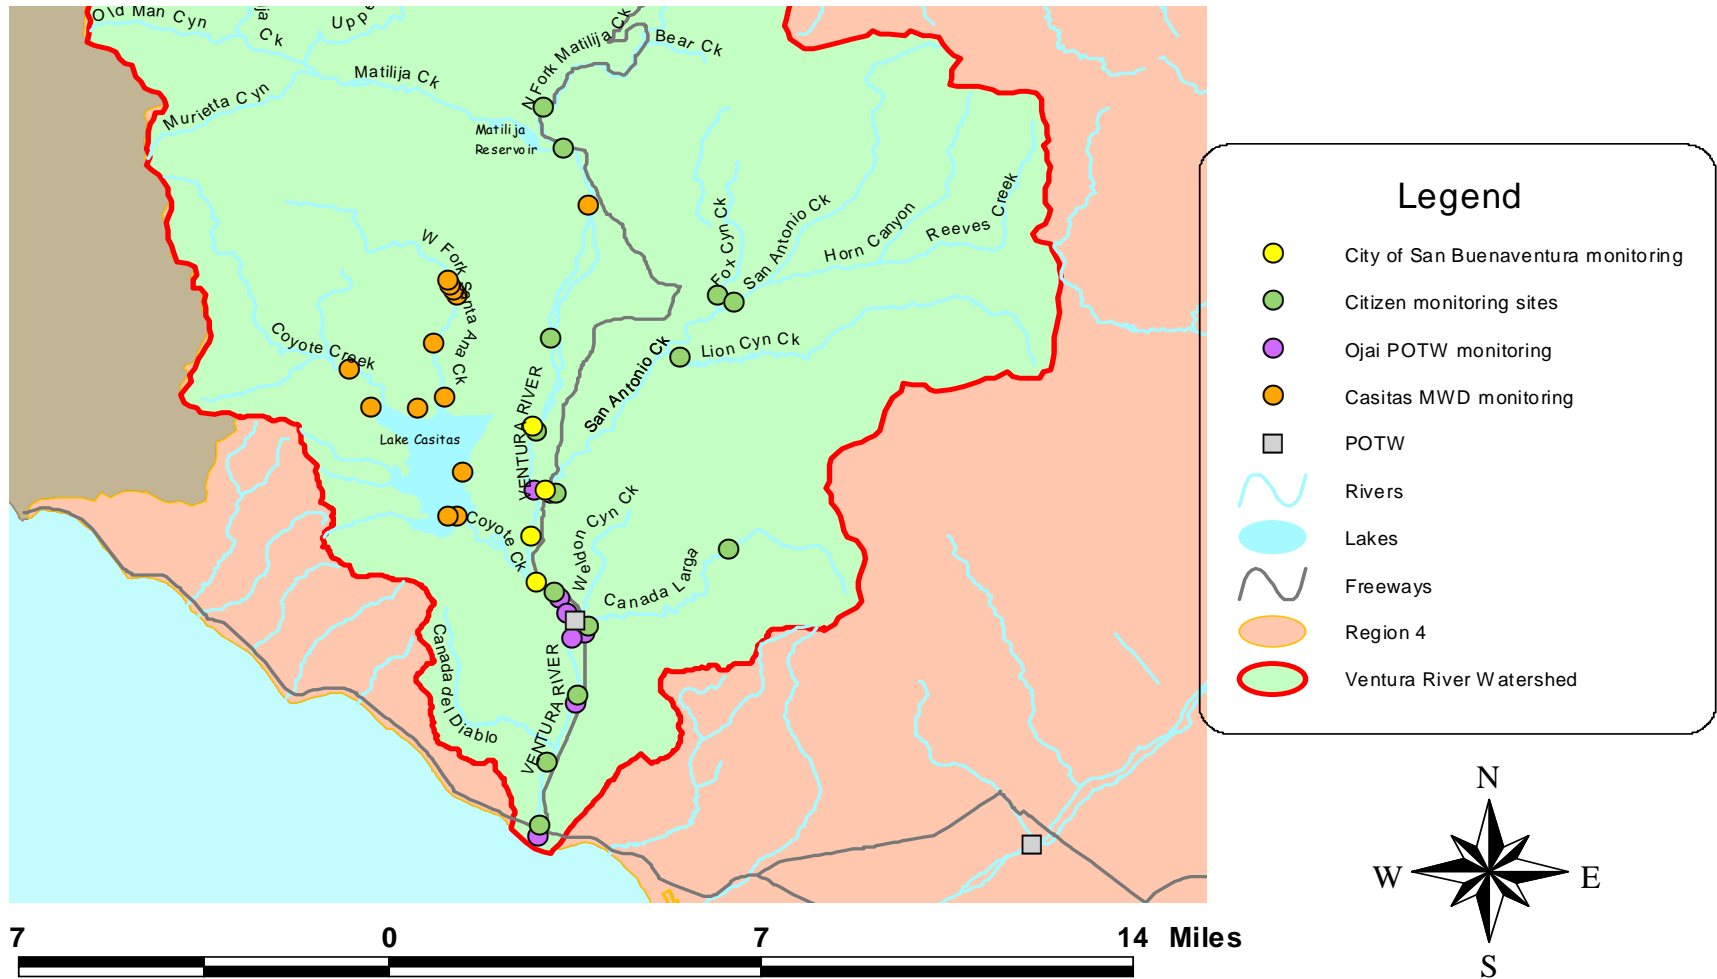 Old Man Cyn
ija
Ck
Uppe
Matilija Ck
Murietta Cyn
N Fork Matilija Ck
Bear Ck
Matilija
Reservoir
W Fork Santa Ana Ck
Coyote Creek
Lake Casitas
Fox Cyn Ck
San Antonio Ck
Horn Canyon
Reeves Creek
Lion Cyn Ck
San Antonio Ck
VENTURA RIVER
Coyote Ck
Weldon Cyn Ck
Canada Larga
Canada del Diablo
VENTURA RIVER
Legend
City of San Buenaventura monitoring
Citizen monitoring sites
Ojai POTW monitoring
Casitas MWD monitoring
POTW
Rivers
Lakes
Freeways
Region 4
Ventura River Watershed
N
W E
S
7 0 7 14 Miles